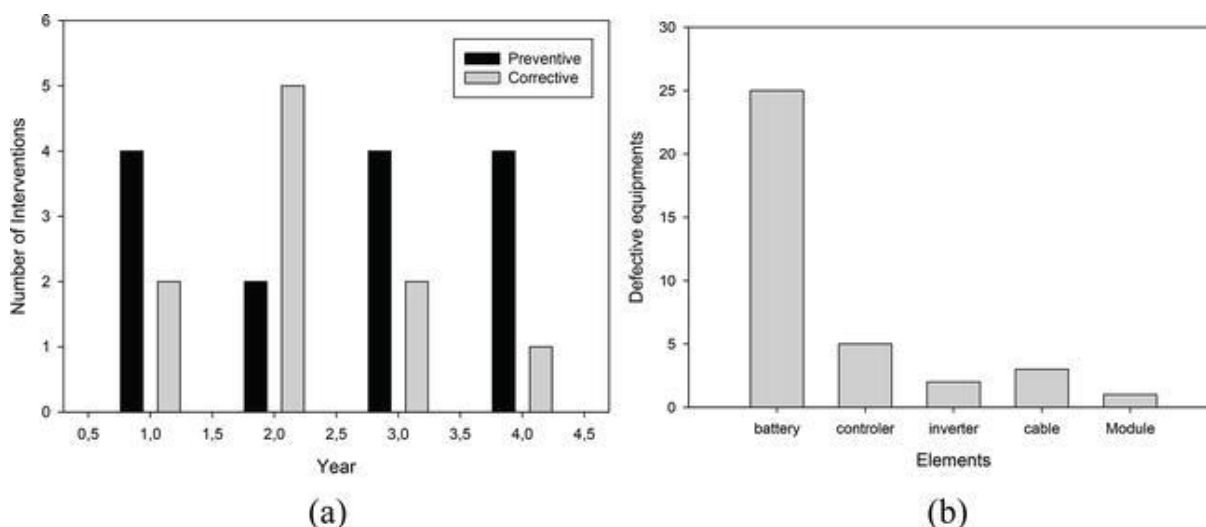 Number of Interventions
6
5
4
3
2
1
0
Preventive
Corrective
0,5 1,0 1,5 2,0 2,5 3,0 3,5 4,0 4,5
Year
(a)
Defective equipments
30
25
20
15
10
5
0
battery controler inverter cable Module
Elements
(b)